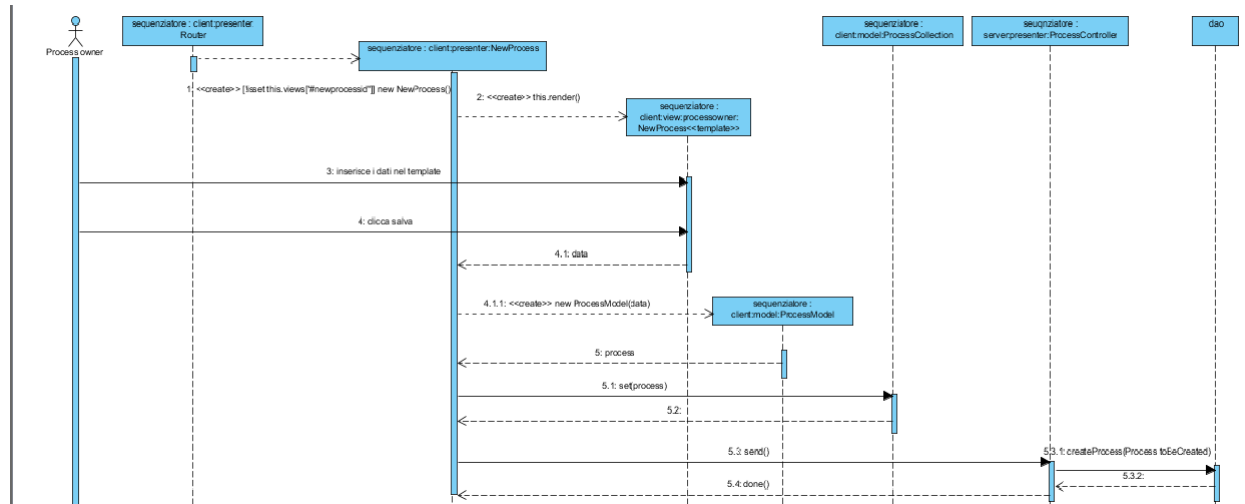 sequenziatore : client:presenter
Router
sequenziatore : client:presenter:NewProcess
sequenziatore :
client:model:ProcessCollection
seuqnziatore :
server:presenter:ProcessController
dao
Process owner
1: <<create>> [!isset this.views["#newprocessid"]] new NewProcess()
2: <<create>> this.render()
sequenziatore :
client:view:processowner:
NewProcess<<template>>
3: inserisce i dati nel template
4: clicca salva
4.1: data
4.1.1: <<create>> new ProcessModel(data)
sequenziatore :
client:model:ProcessModel
5: process
5.1: set(process)
5.2:
5.3: send()
5.3.1: createProcess(Process toBeCreated)
5.3.2:
5.4: done()